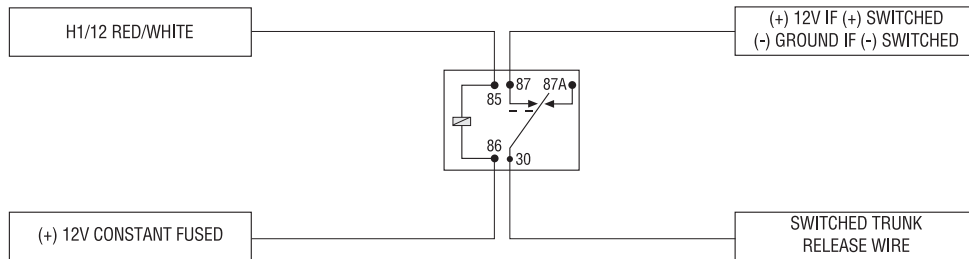 H1/12 RED/WHITE
(+) 12V IF (+) SWITCHED
(-) GROUND IF (-) SWITCHED
87
87A
85
86
30
(+) 12V CONSTANT FUSED
SWITCHED TRUNK
RELEASE WIRE